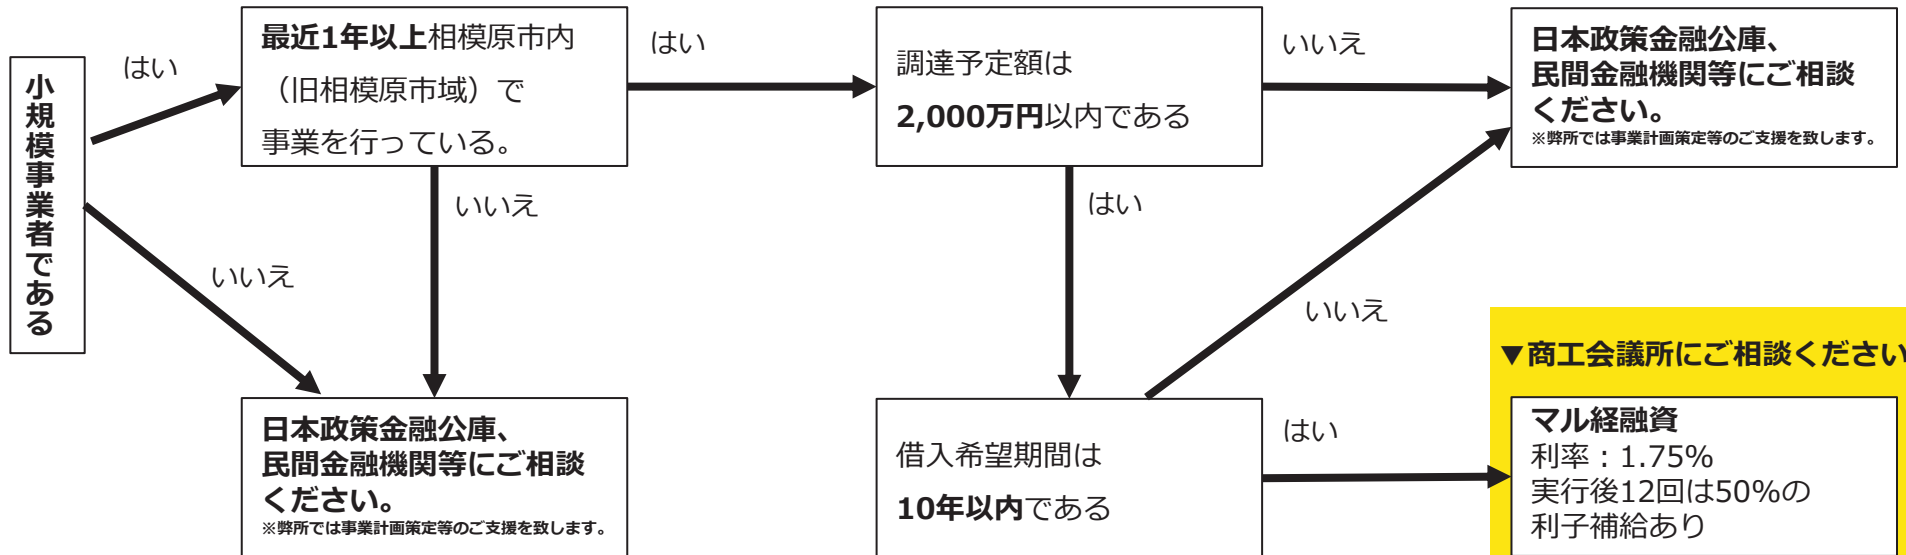 小規模事業者である
はい
いいえ
最近1年以上相模原市内
（旧相模原市域）で
事業を行っている。
はい
いいえ
調達予定額は
2,000万円以内である
いいえ
はい
日本政策金融公庫、
民間金融機関等にご相談
ください。
※弊所では事業計画策定等のご支援を致します。
日本政策金融公庫、
民間金融機関等にご相談
ください。
※弊所では事業計画策定等のご支援を致します。
借入希望期間は
10年以内である
いいえ
はい
▼商工会議所にご相談ください
マル経融資
利率：1.75%
実行後12回は50%の
利子補給あり